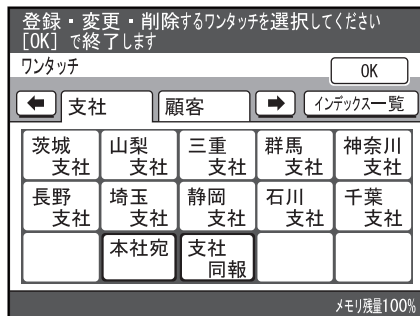 登録・変更・削除するワンタッチを選択してください
[OK] で終了します
ワンタッチ
OK
支社 顧客 インデックス一覧
茨城 山梨 三重 群馬 神奈川
支社 支社 支社 支社 支社
長野 埼玉 静岡 石川 千葉
支社 支社 支社 支社 支社
本社宛 支社
同報
メモリ残量100%